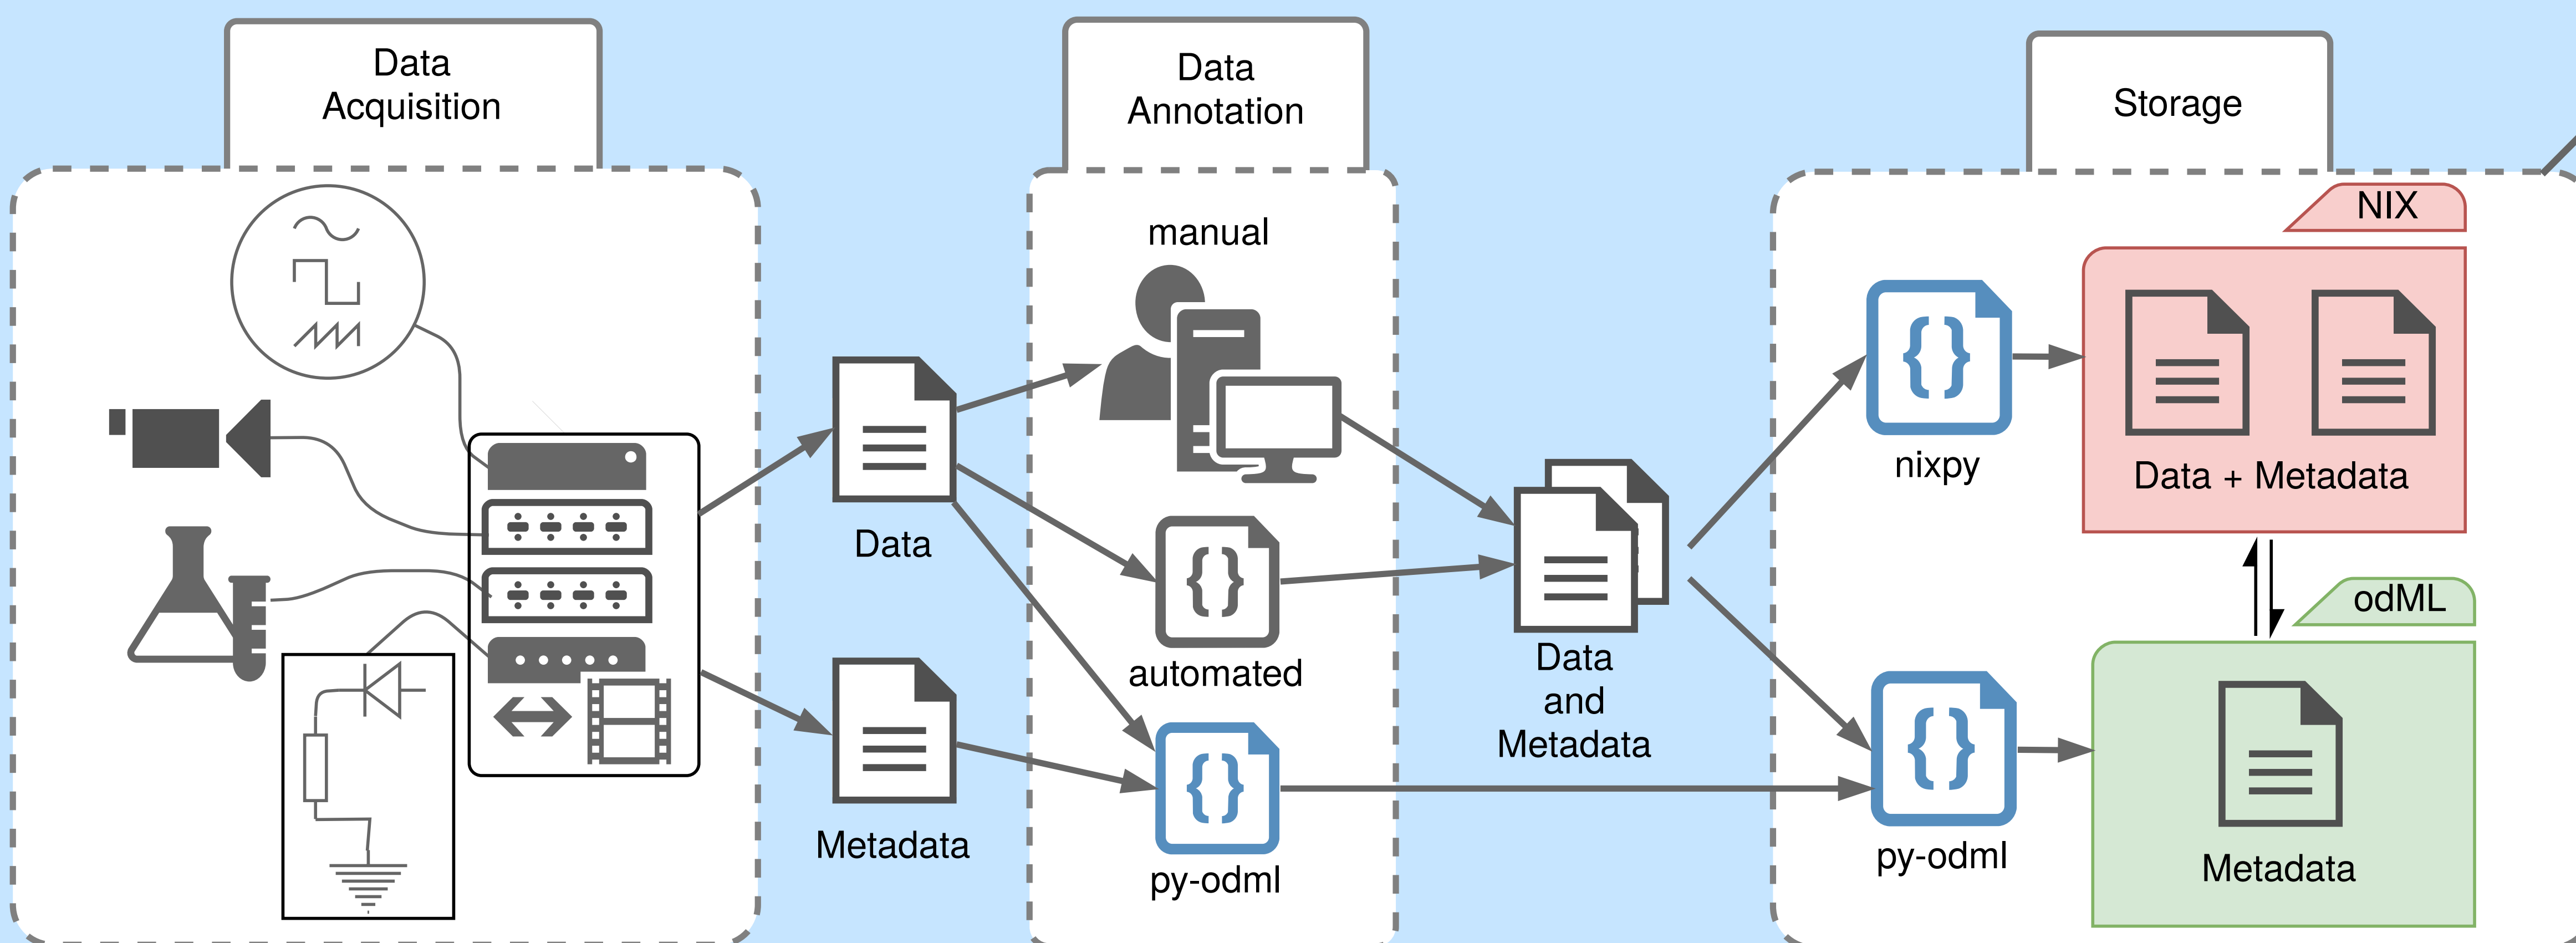 Data
Acquisition
Data
Annotation
Storage
manual
automated
py-odml
Data
Metadata
Data
and
Metadata
nixpy
py-odml
NIX
Data + Metadata
odML
Metadata